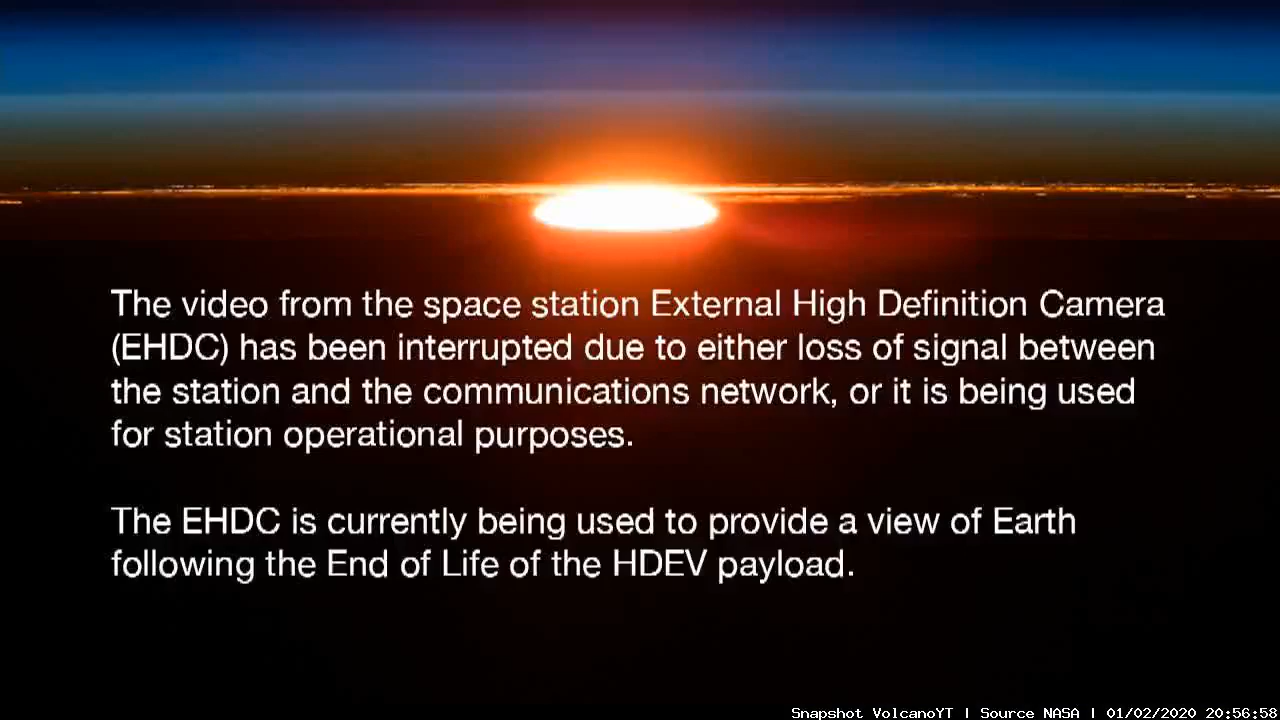 The video from the space station External High Definition Camera
(EHDC) has been interrupted due to either loss of signal between
the station and the communications network, or it is being used
for station operational purposes.
The EHDC is currently being used to provide a view of Earth
following the End of Life of the HDEV payload.
Snapshot VolcanoYT | Source NASA | 01/02/2020 20:56:58